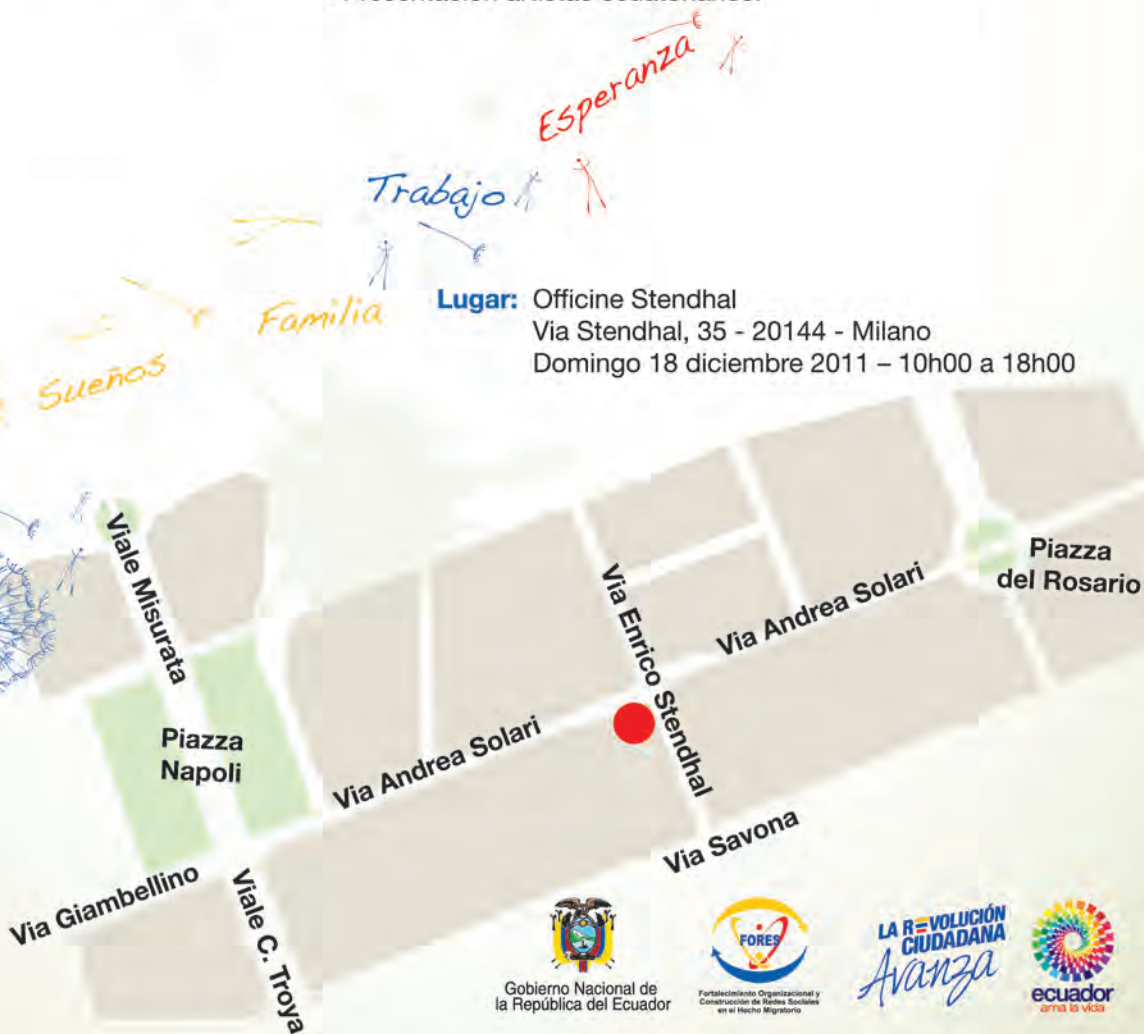 Presentación artistas ecuatorianos.
Esperanza
Trabajo
Familia
Sueños
Lugar: Officine Stendhal
Via Stendhal, 35 - 20144 - Milano
Domingo 18 diciembre 2011 – 10h00 a 18h00
Viale Misurata
Piazza
Napoli
Via Giambellino
Viale C. Troya
Via Andrea Solari
Via Enrico Stendhal
Via Andrea Solari
Via Savona
Piazza
del Rosario
Gobierno Nacional de
la República del Ecuador
FORES
Fortalecimiento Organizacional y
Construcción de Redes Sociales
en el Hecho Migratorio
LA REVOLUCIÓN
CIUDADANA
Avanza
ecuador
ama la vida